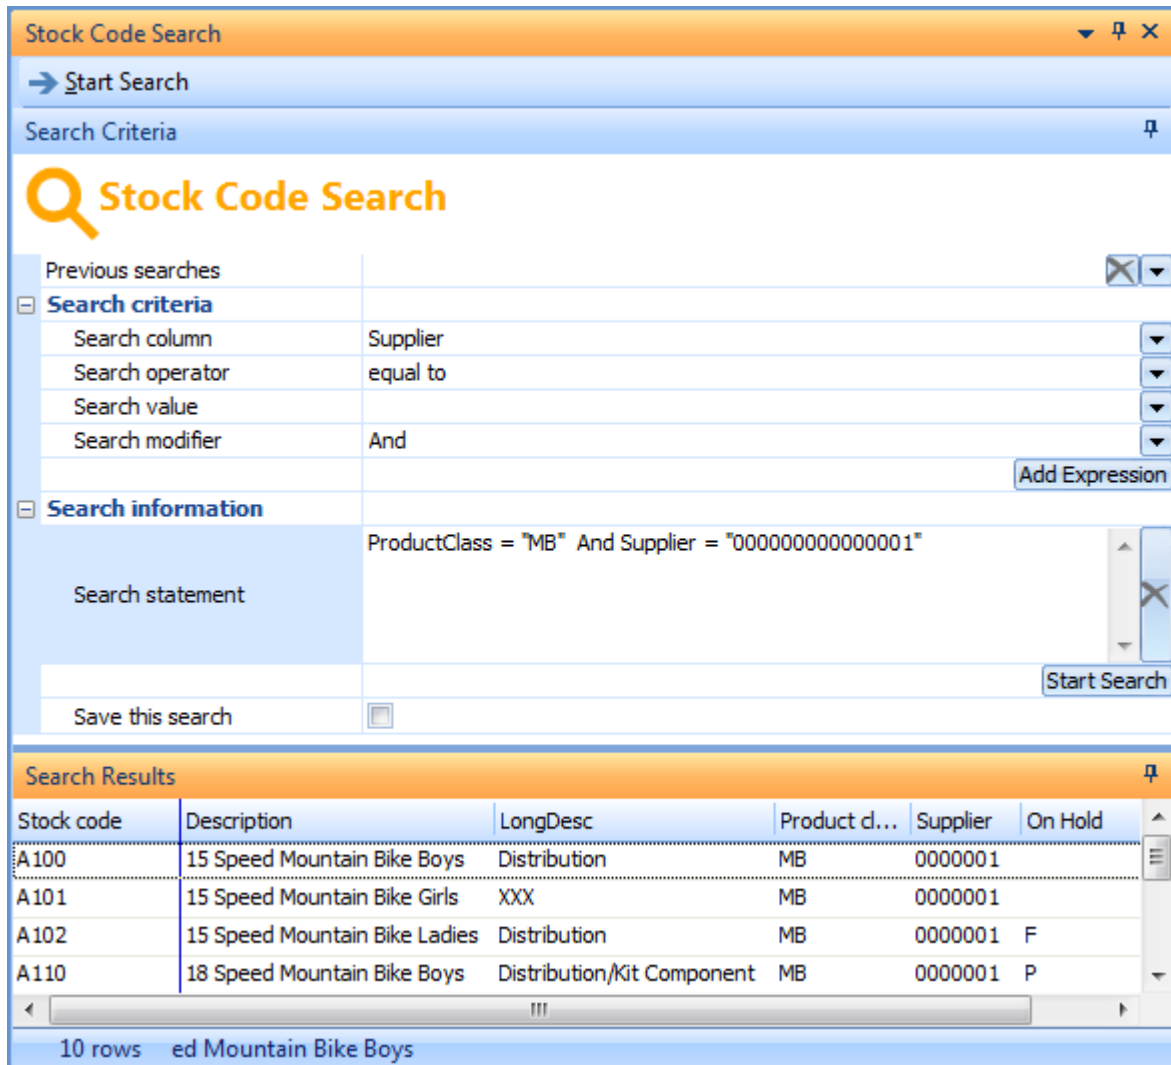 Stock Code Search
Start Search
Search Criteria
Stock Code Search
Previous searches
Search criteria
Search column Supplier
Search operator equal to
Search value
Search modifier And
Add Expression
Search information
ProductClass = "MB" And Supplier = "000000000000001"
Search statement
Start Search
Save this search
Search Results
Stock code Description LongDesc Product cl... Supplier On Hold
A100 15 Speed Mountain Bike Boys Distribution MB 0000001
A101 15 Speed Mountain Bike Girls XXX MB 0000001
A102 15 Speed Mountain Bike Ladies Distribution MB 0000001 F
A110 18 Speed Mountain Bike Boys Distribution/Kit Component MB 0000001 P
10 rows ed Mountain Bike Boys